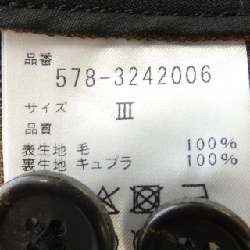 品番
578-3242006
サイズ III
品質
表生地 毛 100%
裏生地 キュプラ 100%